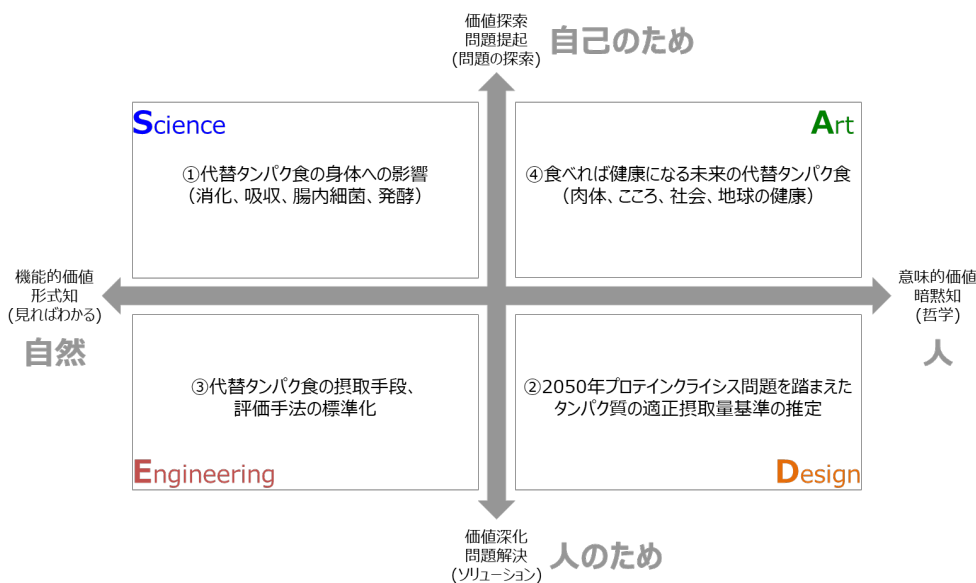 価値探索
問題提起
(問題の探索)
自己のため
Science
①代替タンパク食の身体への影響
（消化、吸収、腸内細菌、発酵）
Art
④食べれば健康になる未来の代替タンパク食
（肉体、こころ、社会、地球の健康）
機能的価値
形式知
(見ればわかる)
自然
意味的価値
暗黙知
(哲学)
人
③代替タンパク食の摂取手段、
評価手法の標準化
Engineering
②2050年プロテインクライシス問題を踏まえた
タンパク質の適正摂取量基準の推定
Design
価値深化
問題解決
(ソリューション)
人のため